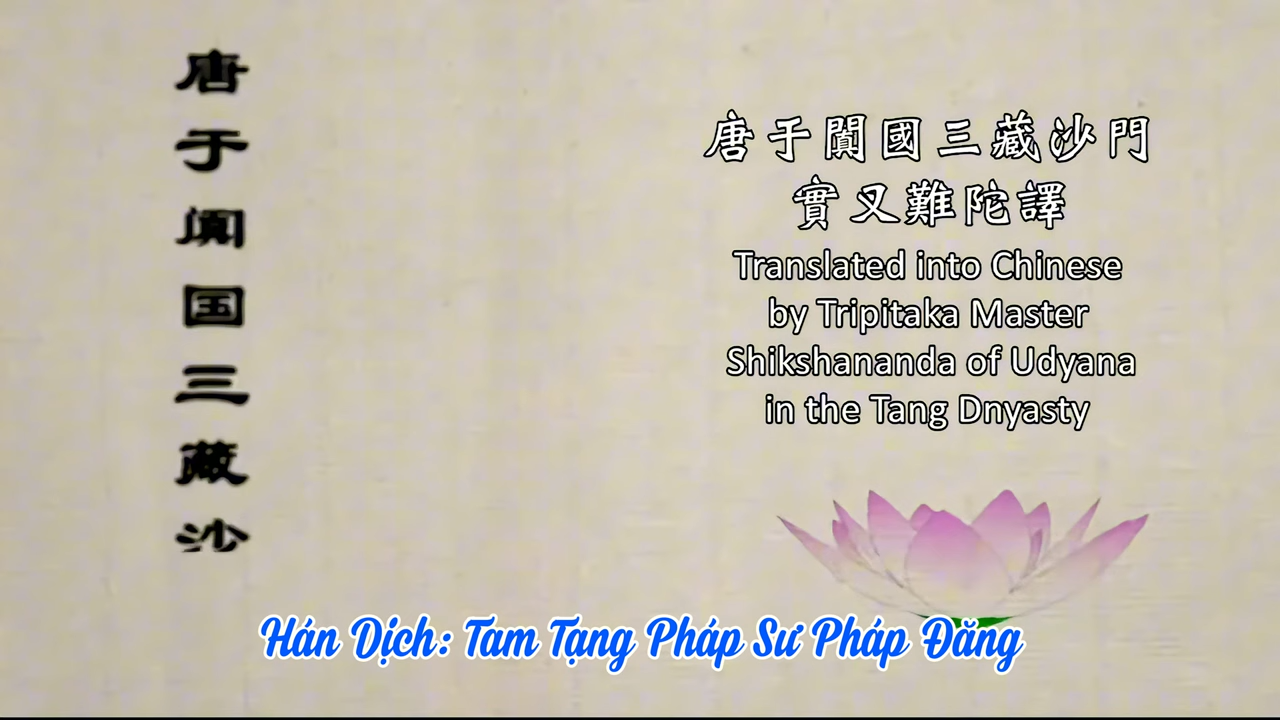 唐于阗国三藏沙
唐于闐國三藏沙門
實叉難陀譯
Translated into Chinese
by Tripitaka Master
Shikshananda of Udyana
in the Tang Dnyasty
Hán Dịch: Tam Tạng Pháp Sư Pháp Đăng